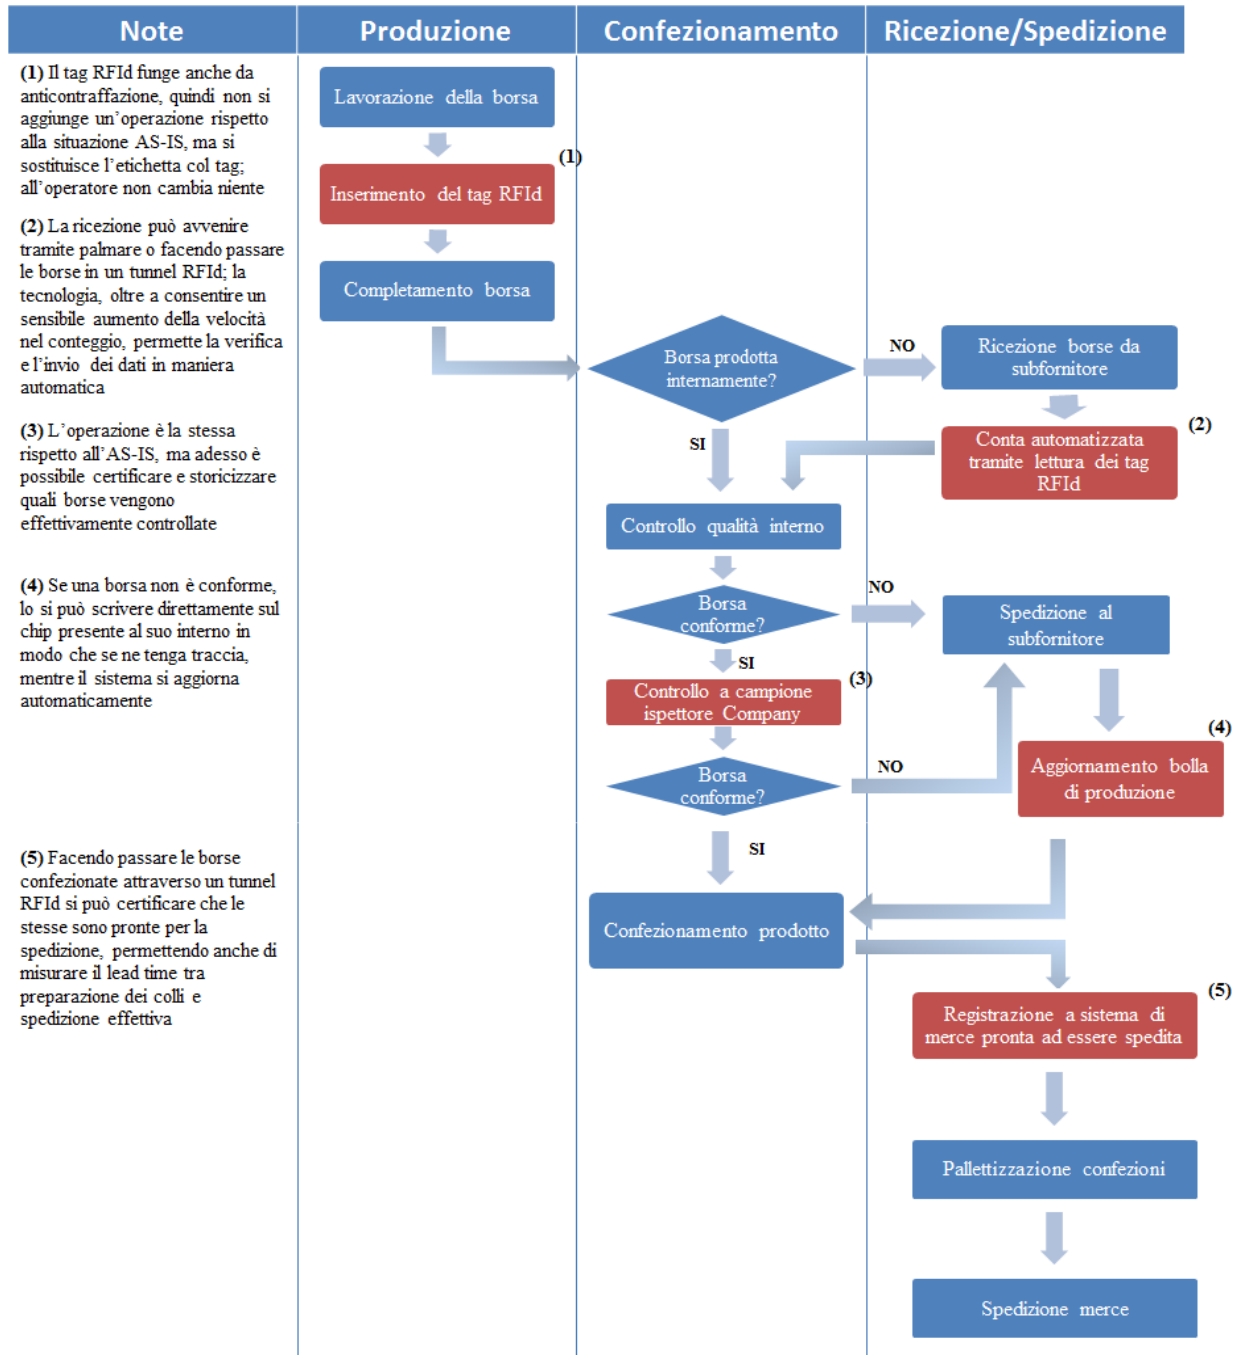 Note
Produzione
Confezionamento
Ricezione/Spedizione
(1) Il tag RFId funge anche da
anticontraffazione, quindi non si
aggiunge un'operazione rispetto
alla situazione AS-IS, ma si
sostituisce l'etichetta col tag;
all'operatore non cambia niente
(2) La ricezione può avvenire
tramite palmare o facendo passare
le borse in un tunnel RFId; la
tecnologia, oltre a consentire un
sensibile aumento della velocità
nel conteggio, permette la verifica
e l'invio dei dati in maniera
automatica
(3) L'operazione è la stessa
rispetto all'AS-IS, ma adesso è
possibile certificare e storicizzare
quali borse vengono
effettivamente controllate
(4) Se una borsa non è conforme,
lo si può scrivere direttamente sul
chip presente al suo interno in
modo che se ne tenga traccia,
mentre il sistema si aggiorna
automaticamente
(5) Facendo passare le borse
confezionate attraverso un tunnel
RFId si può certificare che le
stesse sono pronte per la
spedizione, permettendo anche di
misurare il lead time tra
preparazione dei colli e
spedizione effettiva
Lavorazione della borsa
(1)
Inserimento del tag RFId
Completamento borsa
Borsa prodotta
internamente?
NO
Ricezione borse da
subfornitore
SI
(2)
Conta automatizzata
tramite lettura dei tag
RFId
Controllo qualità interno
Borsa
conforme?
NO
Spedizione al
subfornitore
SI
(3)
Controllo a campione
ispettore Company
(4)
Aggiornamento bolla
di produzione
Borsa
conforme?
NO
SI
Confezionamento prodotto
(5)
Registrazione a sistema di
merce pronta ad essere spedita
Pallettizzazione confezioni
Spedizione merce